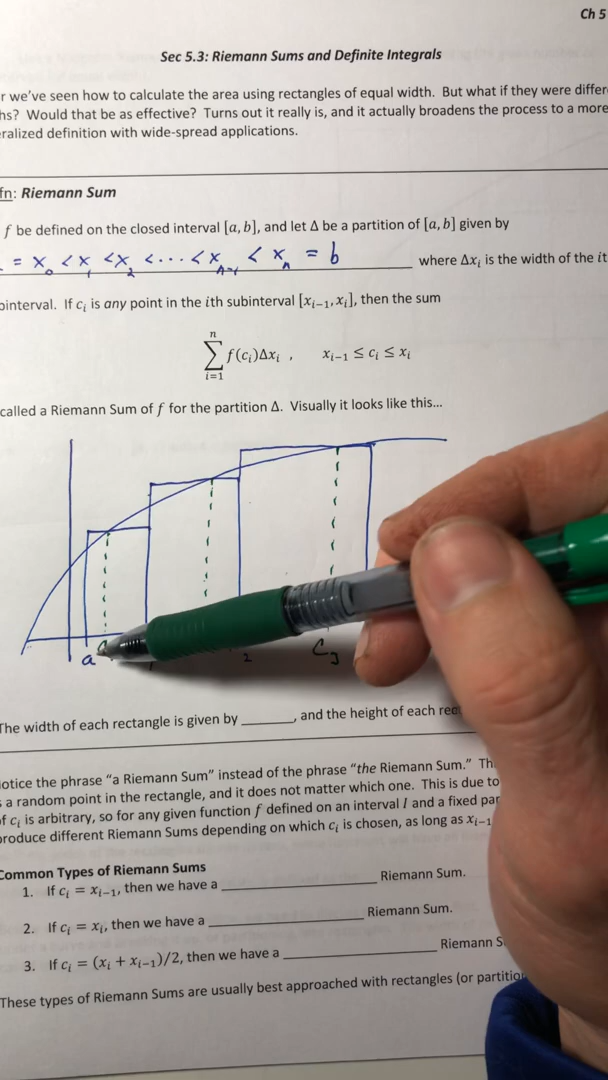 Ch 5
Sec 5.3: Riemann Sums and Definite Integrals
r we've seen how to calculate the area using rectangles of equal width. But what if they were differ
hs? Would that be as effective? Turns out it really is, and it actually broadens the process to a more
eralized definition with wide-spread applications.
fn: Riemann Sum
f be defined on the closed interval [a, b], and let Δ be a partition of [a, b] given by
= x₀ < x₁ < x₂ < ... < xₙ₋₁ < xₙ = b where Δxᵢ is the width of the it
ointerval. If cᵢ is any point in the ith subinterval [xᵢ₋₁, xᵢ], then the sum
n
∑ f(cᵢ)Δxᵢ , xᵢ₋₁ ≤ cᵢ ≤ xᵢ
i=1
called a Riemann Sum of f for the partition Δ. Visually it looks like this...
a C 2 C₃
The width of each rectangle is given by ______, and the height of each rec
otice the phrase "a Riemann Sum" instead of the phrase "the Riemann Sum." Th
s a random point in the rectangle, and it does not matter which one. This is due to
f cᵢ is arbitrary, so for any given function f defined on an interval I and a fixed par
produce different Riemann Sums depending on which cᵢ is chosen, as long as xᵢ₋₁
Common Types of Riemann Sums
1. If cᵢ = xᵢ₋₁, then we have a ______ Riemann Sum.
2. If cᵢ = xᵢ, then we have a ______ Riemann Sum.
3. If cᵢ = (xᵢ + xᵢ₋₁)/2, then we have a ______ Riemann S
These types of Riemann Sums are usually best approached with rectangles (or partitio